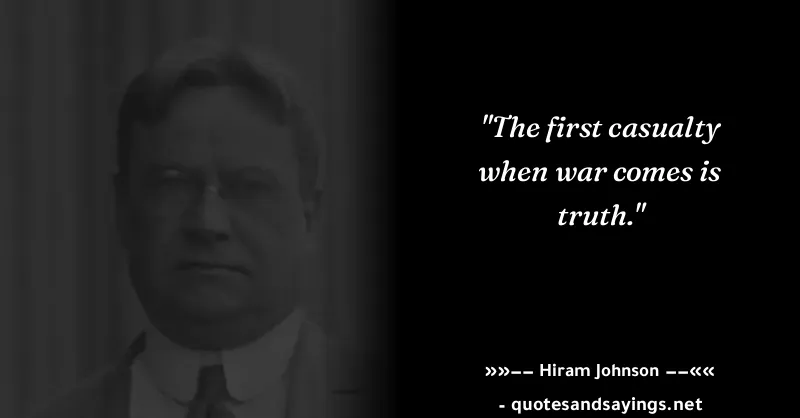 "The first casualty
when war comes is
truth."
»»−− Hiram Johnson −−««
- quotesandsayings.net